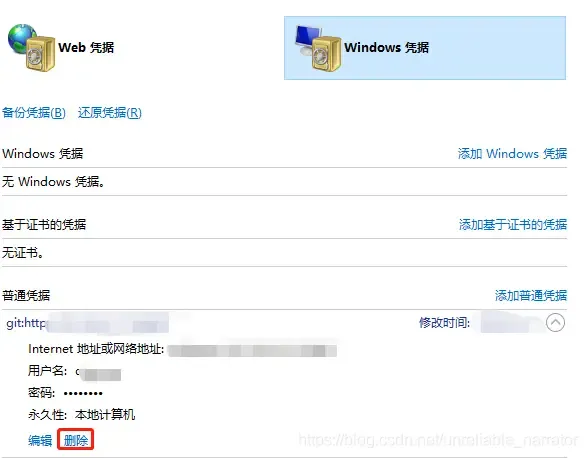 Web 凭据
Windows 凭据
备份凭据(B) 还原凭据(R)
Windows 凭据 添加 Windows 凭据
无 Windows 凭据。
基于证书的凭据 添加基于证书的凭据
无证书。
普通凭据 添加普通凭据
git:http 修改时间:
Internet 地址或网络地址:
用户名:
密码: ••••••••
永久性: 本地计算机
编辑 删除
https://blog.csdn.net/unreliable_narrator